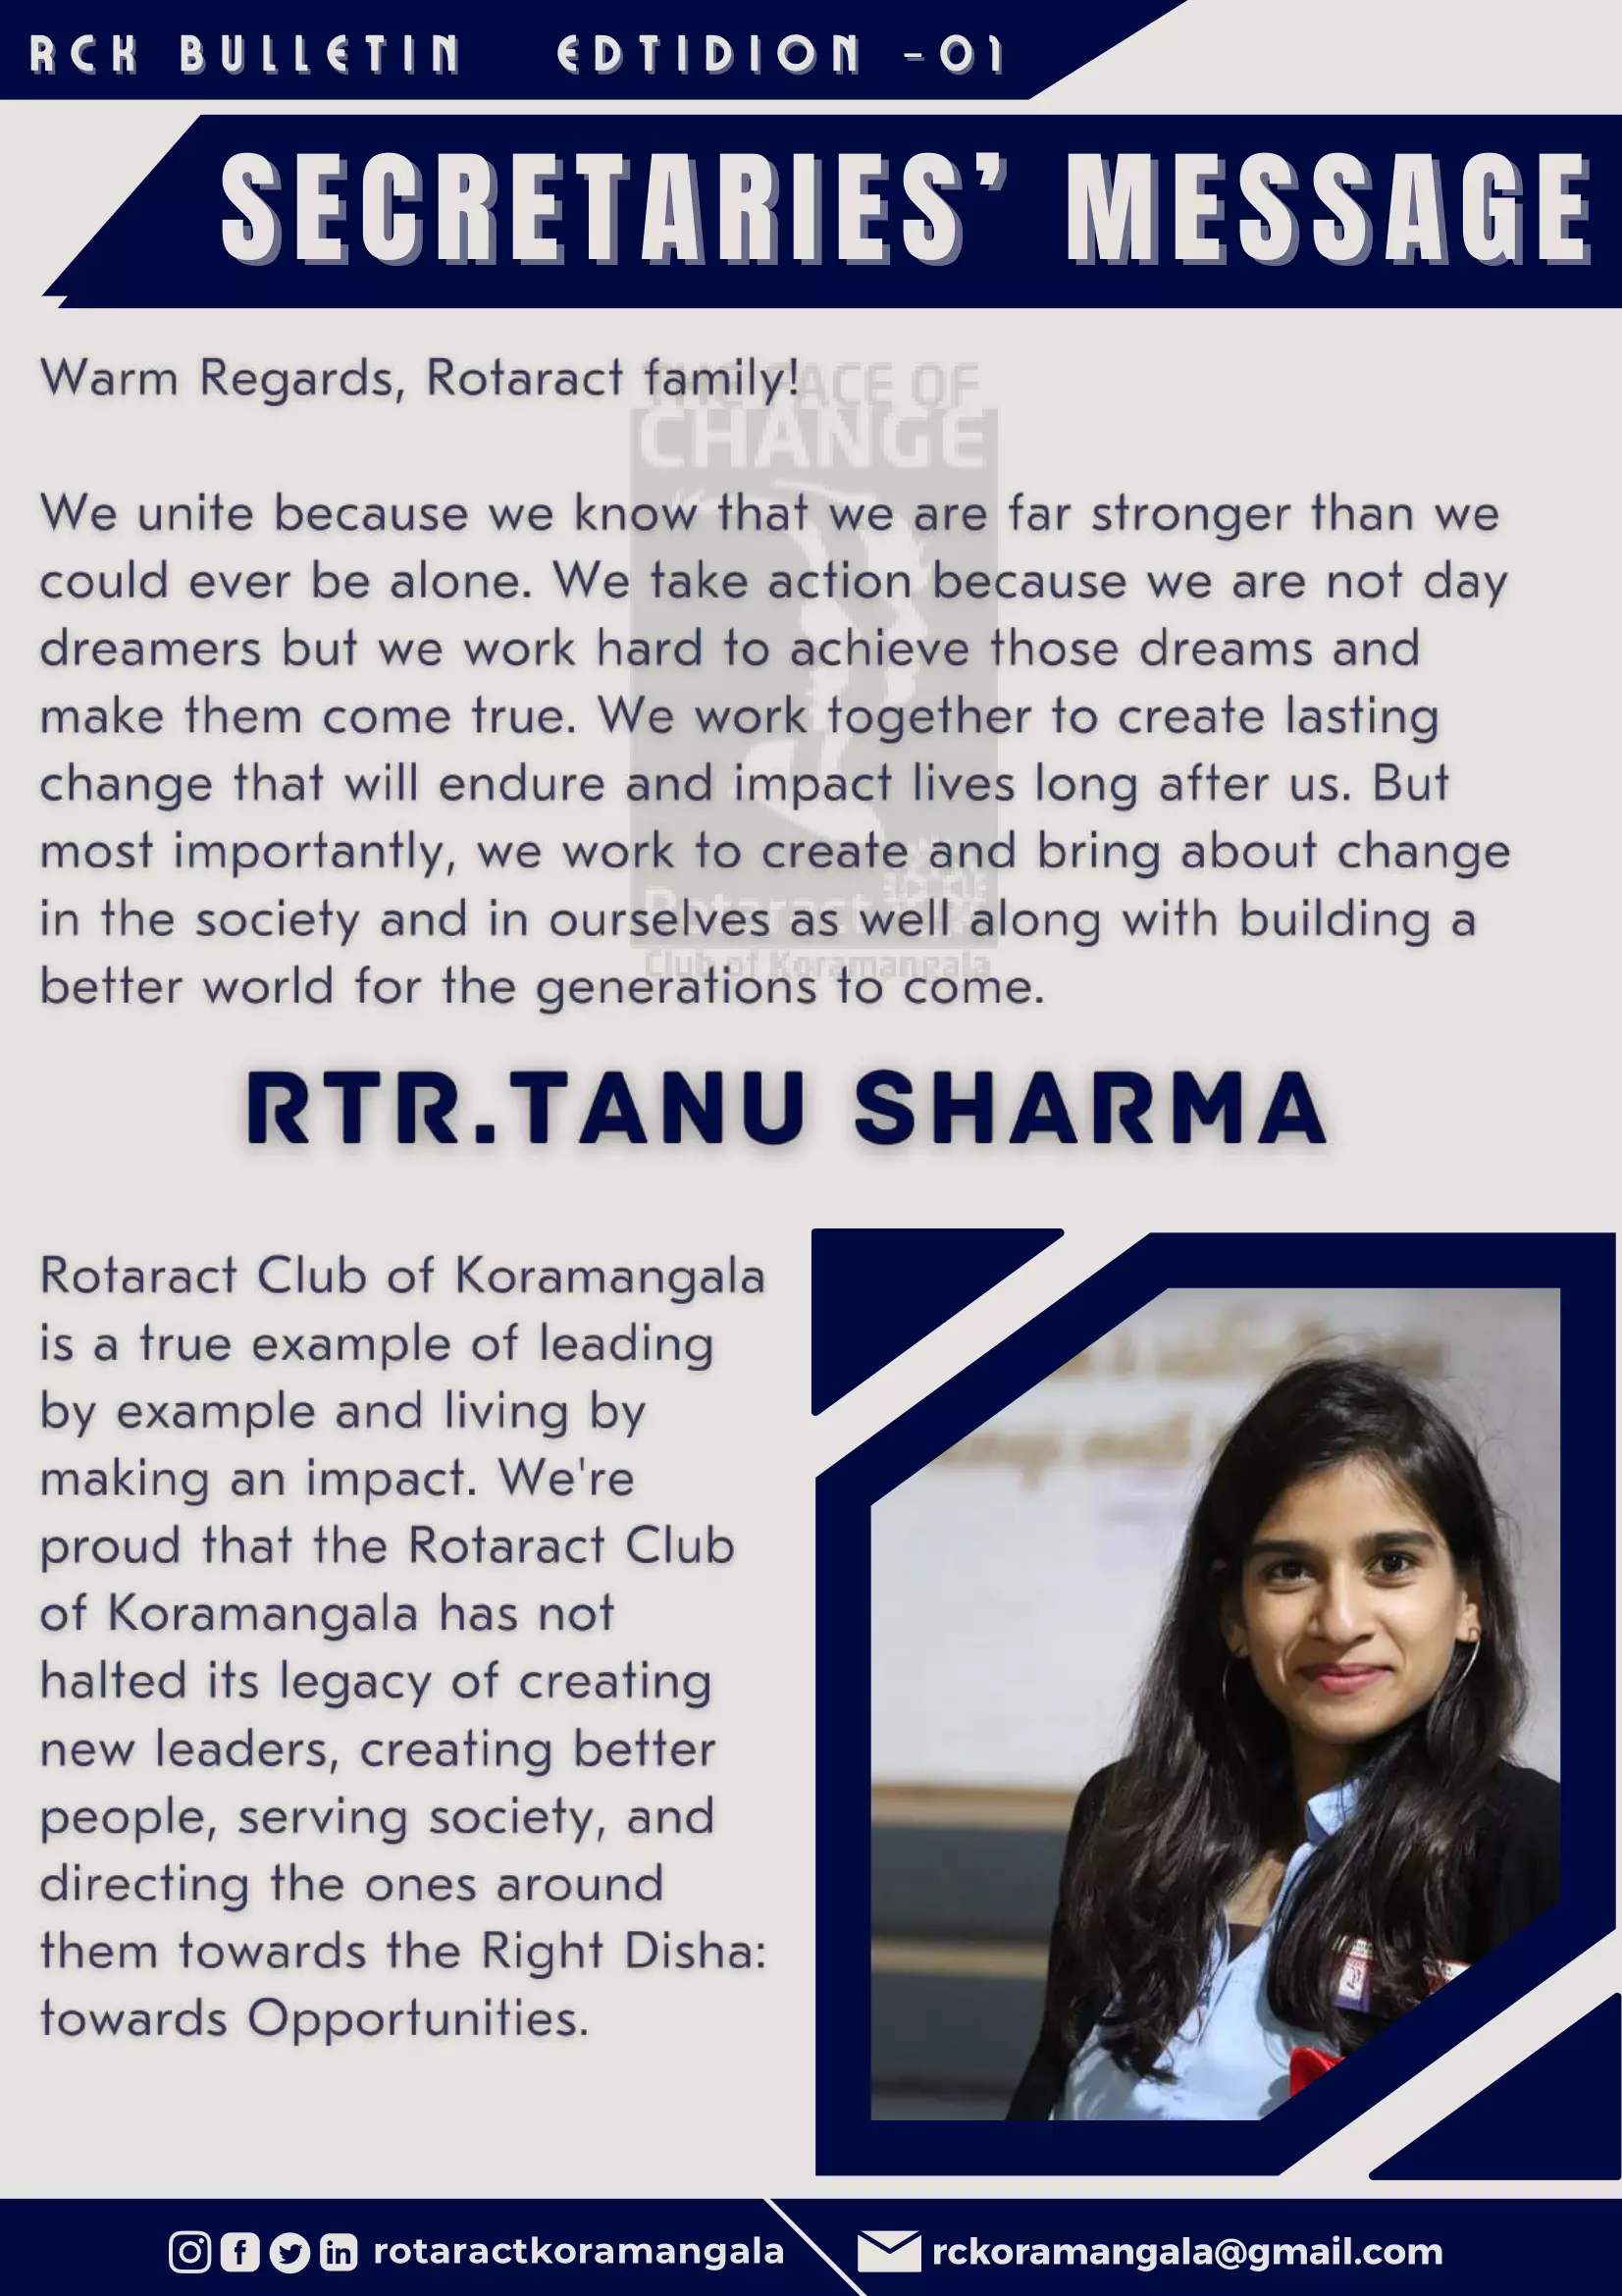 RCK BULLETIN EDTIDION -01
SECRETARIES’ MESSAGE
Warm Regards, Rotaract family!
THE FACE OF
CHANGE
We unite because we know that we are far stronger than we
could ever be alone. We take action because we are not day
dreamers but we work hard to achieve those dreams and
make them come true. We work together to create lasting
change that will endure and impact lives long after us. But
most importantly, we work to create and bring about change
in the society and in ourselves as well along with building a
better world for the generations to come.
Rotaract
Club of Koramangala
RTR.TANU SHARMA
Rotaract Club of Koramangala
is a true example of leading
by example and living by
making an impact. We're
proud that the Rotaract Club
of Koramangala has not
halted its legacy of creating
new leaders, creating better
people, serving society, and
directing the ones around
them towards the Right Disha:
towards Opportunities.
rotaractkoramangala
rckoramangala@gmail.com